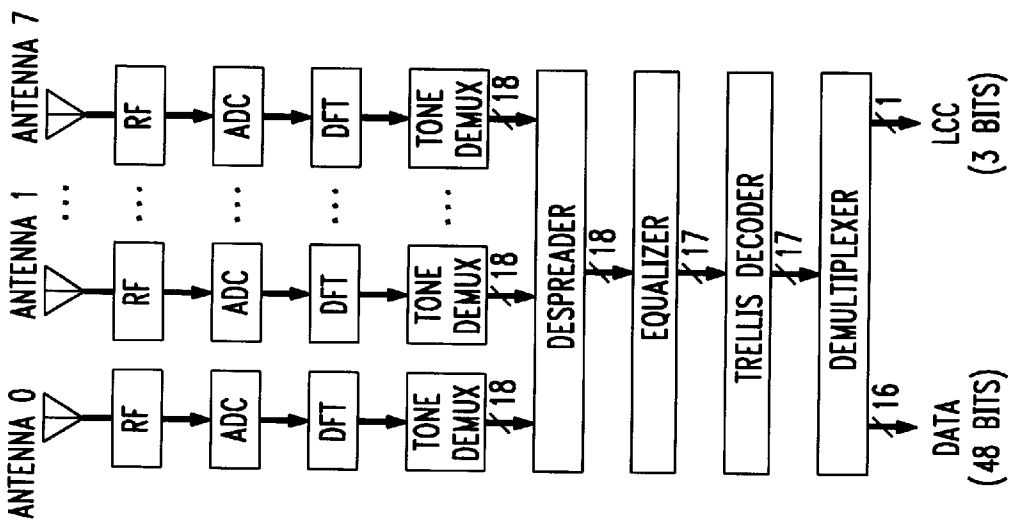 ANTENNA 0
ANTENNA 1
...
ANTENNA 7
RF
RF
...
RF
ADC
ADC
...
ADC
DFT
DFT
...
DFT
TONE
DEMUX
TONE
DEMUX
...
TONE
DEMUX
18
18
18
DESPREADER
18
EQUALIZER
17
TRELLIS DECODER
17
DEMULTIPLEXER
16
1
DATA
(48 BITS)
LCC
(3 BITS)